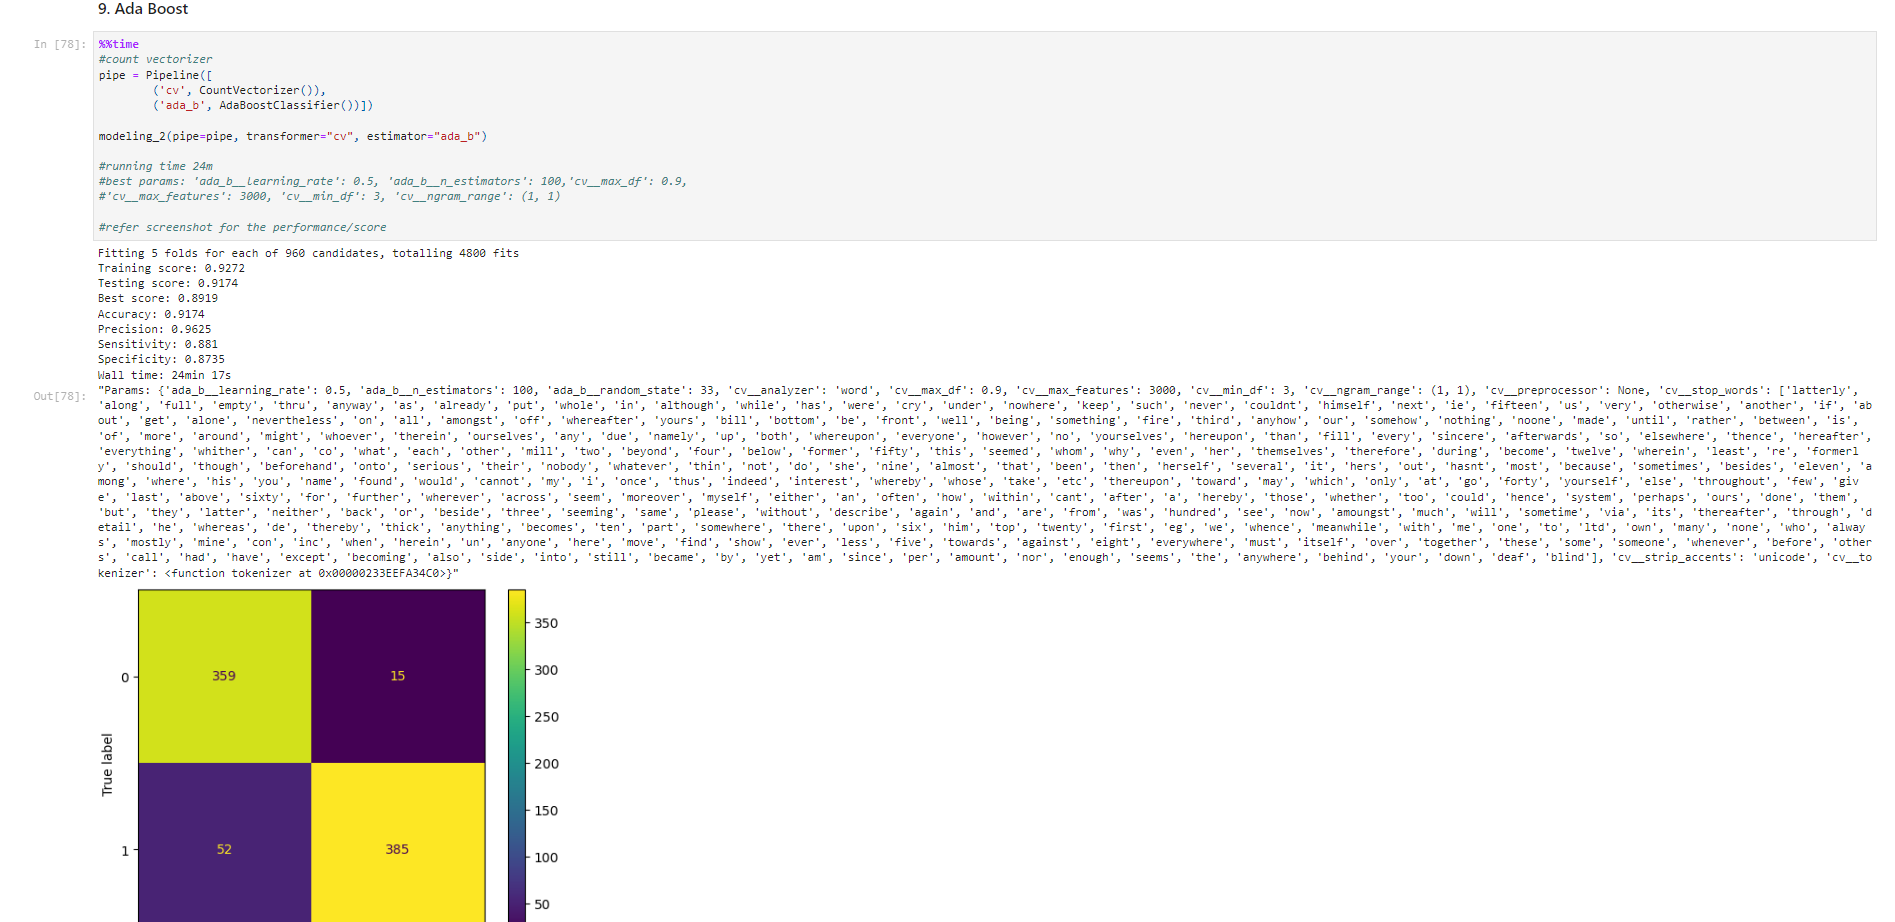 9. Ada Boost
In [78]:
%%time
#count vectorizer
pipe = Pipeline([
('cv', CountVectorizer()),
('ada_b', AdaBoostClassifier())])
modeling_2(pipe=pipe, transformer="cv", estimator="ada_b")
#running time 24m
#best params: 'ada_b__learning_rate': 0.5, 'ada_b__n_estimators': 100,'cv__max_df': 0.9,
#'cv__max_features': 3000, 'cv__min_df': 3, 'cv__ngram_range': (1, 1)
#refer screenshot for the performance/score
Fitting 5 folds for each of 960 candidates, totalling 4800 fits
Training score: 0.9272
Testing score: 0.9174
Best score: 0.8919
Accuracy: 0.9174
Precision: 0.9625
Sensitivity: 0.881
Specificity: 0.8735
Wall time: 24min 17s
Out[78]:
"Params: {'ada_b__learning_rate': 0.5, 'ada_b__n_estimators': 100, 'ada_b__random_state': 33, 'cv__analyzer': 'word', 'cv__max_df': 0.9, 'cv__max_features': 3000, 'cv__min_df': 3, 'cv__ngram_range': (1, 1), 'cv__preprocessor': None, 'cv__stop_words': ['latterly',
'along', 'full', 'empty', 'thru', 'anyway', 'as', 'already', 'put', 'whole', 'in', 'although', 'while', 'has', 'were', 'cry', 'under', 'nowhere', 'keep', 'such', 'never', 'couldnt', 'himself', 'next', 'ie', 'fifteen', 'us', 'very', 'otherwise', 'another', 'if', 'ab
out', 'get', 'alone', 'nevertheless', 'on', 'all', 'amongst', 'off', 'whereafter', 'yours', 'bill', 'bottom', 'be', 'front', 'well', 'being', 'something', 'fire', 'third', 'anyhow', 'our', 'somehow', 'nothing', 'noone', 'made', 'until', 'rather', 'between', 'is',
'of', 'more', 'around', 'might', 'whoever', 'therein', 'ourselves', 'any', 'due', 'namely', 'up', 'both', 'whereupon', 'everyone', 'however', 'no', 'yourselves', 'hereupon', 'than', 'fill', 'every', 'sincere', 'afterwards', 'so', 'elsewhere', 'thence', 'hereafter',
'everything', 'whither', 'can', 'co', 'what', 'each', 'other', 'mill', 'two', 'beyond', 'four', 'below', 'former', 'fifty', 'this', 'seemed', 'whom', 'why', 'even', 'her', 'themselves', 'therefore', 'during', 'become', 'twelve', 'wherein', 'least', 're', 'formerl
y', 'should', 'though', 'beforehand', 'onto', 'serious', 'their', 'nobody', 'whatever', 'thin', 'not', 'do', 'she', 'nine', 'almost', 'that', 'been', 'then', 'herself', 'several', 'it', 'hers', 'out', 'hasnt', 'most', 'because', 'sometimes', 'besides', 'eleven', 'a
mong', 'where', 'his', 'you', 'name', 'found', 'would', 'cannot', 'my', 'i', 'once', 'thus', 'indeed', 'interest', 'whereby', 'whose', 'take', 'etc', 'thereupon', 'toward', 'may', 'which', 'only', 'at', 'go', 'forty', 'yourself', 'else', 'throughout', 'few', 'giv
e', 'last', 'above', 'sixty', 'for', 'further', 'wherever', 'across', 'seem', 'moreover', 'myself', 'either', 'an', 'often', 'how', 'within', 'cant', 'after', 'a', 'hereby', 'those', 'whether', 'too', 'could', 'hence', 'system', 'perhaps', 'ours', 'done', 'them',
'but', 'they', 'latter', 'neither', 'back', 'or', 'beside', 'three', 'seeming', 'same', 'please', 'without', 'describe', 'again', 'and', 'are', 'from', 'was', 'hundred', 'see', 'now', 'amoungst', 'much', 'will', 'sometime', 'via', 'its', 'thereafter', 'through', 'd
etail', 'he', 'whereas', 'de', 'thereby', 'thick', 'anything', 'becomes', 'ten', 'part', 'somewhere', 'there', 'upon', 'six', 'him', 'top', 'twenty', 'first', 'eg', 'we', 'whence', 'meanwhile', 'with', 'me', 'one', 'to', 'ltd', 'own', 'many', 'none', 'who', 'alway
s', 'mostly', 'mine', 'con', 'inc', 'when', 'herein', 'un', 'anyone', 'here', 'move', 'find', 'show', 'ever', 'less', 'five', 'towards', 'against', 'eight', 'everywhere', 'must', 'itself', 'over', 'together', 'these', 'some', 'someone', 'whenever', 'before', 'other
s', 'call', 'had', 'have', 'except', 'becoming', 'also', 'side', 'into', 'still', 'became', 'by', 'yet', 'am', 'since', 'per', 'amount', 'nor', 'enough', 'seems', 'the', 'anywhere', 'behind', 'your', 'down', 'deaf', 'blind'], 'cv__strip_accents': 'unicode', 'cv__to
kenizer': <function tokenizer at 0x00000233EEFA34C0>}"
0
359
15
1
52
385
True label
350
300
250
200
150
100
50